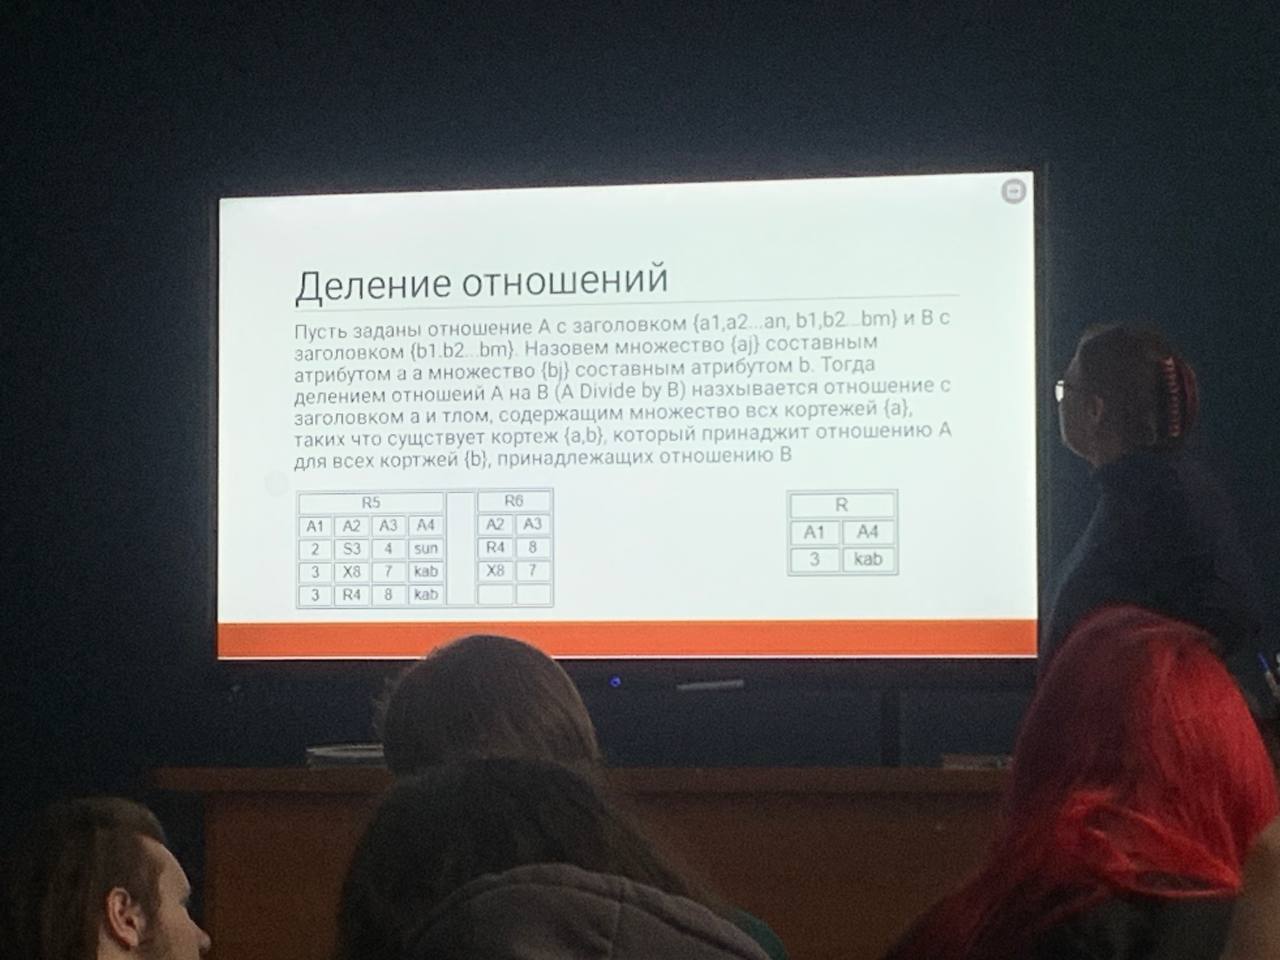 Деление отношений
Пусть заданы отношение А с заголовком {a1,a2...an, b1,b2...bm} и В с
заголовком {b1.b2...bm}. Назовем множество {aj} составным
атрибутом a а множество {bj} составным атрибутом b. Тогда
делением отношеий А на В (A Divide by B) назхывается отношение с
заголовком а и тлом, содержащим множество всх кортежей {a},
таких что сущствует кортеж {a,b}, который принаджит отношению А
для всех кортжей {b}, принадлежащих отношению В
R5 R6 R
A1 A2 A3 A4 A2 A3 A1 A4
2 S3 4 sun R4 8 3 kab
3 X8 7 kab X8 7
3 R4 8 kab